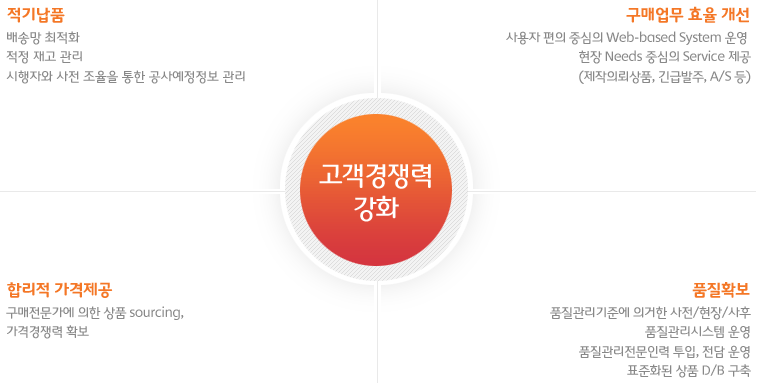 적기납품
배송망 최적화
적정 재고 관리
시행자와 사전 조율을 통한 공사예정정보 관리
구매업무 효율 개선
사용자 편의 중심의 Web-based System 운영
현장 Needs 중심의 Service 제공
(제작의뢰상품, 긴급발주, A/S 등)
고객경쟁력
강화
합리적 가격제공
구매전문가에 의한 상품 sourcing,
가격경쟁력 확보
품질확보
품질관리기준에 의거한 사전/현장/사후
품질관리시스템 운영
품질관리전문인력 투입, 전담 운영
표준화된 상품 D/B 구축